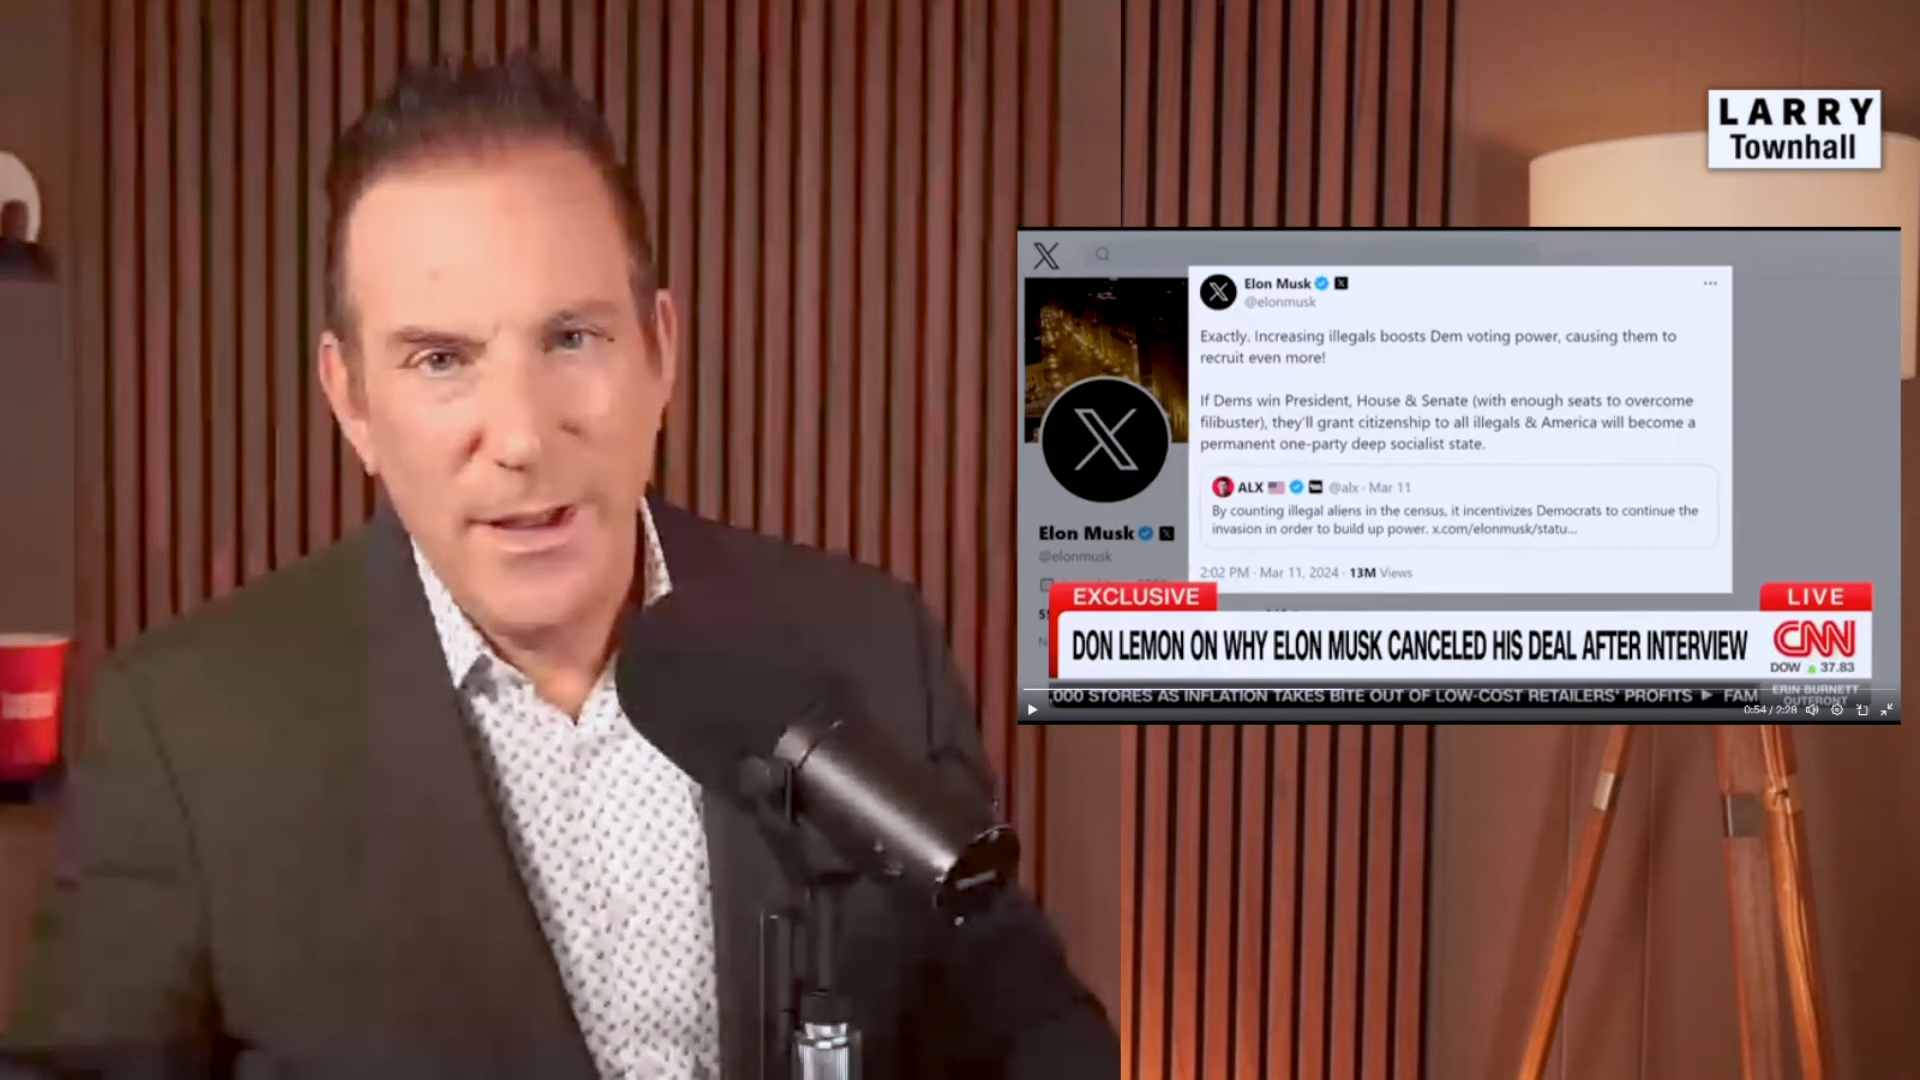 LARRY
Townhall
Elon Musk
@elonmusk
Exactly. Increasing illegals boosts Dem voting power, causing them to
recruit even more!
If Dems win President, House & Senate (with enough seats to overcome
filibuster), they'll grant citizenship to all illegals & America will become a
permanent one-party deep socialist state.
ALX @alx · Mar 11
By counting illegal aliens in the census, it incentivizes Democrats to continue the
invasion in order to build up power. x.com/elonmusk/statu...
2:02 PM · Mar 11, 2024 · 13M Views
Elon Musk
@elonmusk
EXCLUSIVE
LIVE
DON LEMON ON WHY ELON MUSK CANCELED HIS DEAL AFTER INTERVIEW
CNN
DOW 37.83
,000 STORES AS INFLATION TAKES BITE OUT OF LOW-COST RETAILERS' PROFITS ▶ FAM
ERIN BURNETT
OUTFRONT
0:54 / 2:28